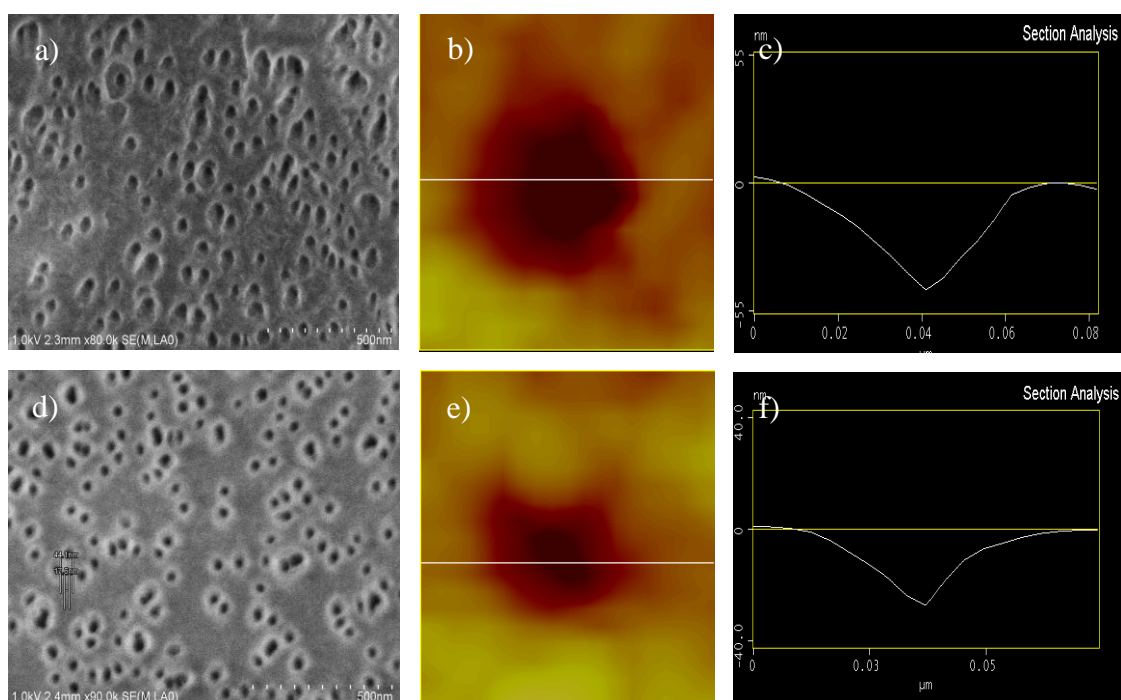 a)
1.0kV 2.3mm x80.0k SE(M,LA0)
500nm
b)
c)
Section Analysis
nm
55
0
-55
0
0.02
0.04
0.06
0.08
µm
d)
1.0kV 2.4mm x90.0k SE(M,LA0)
500nm
e)
f)
Section Analysis
nm
40.0
0
-40.0
0
0.03
0.05
µm